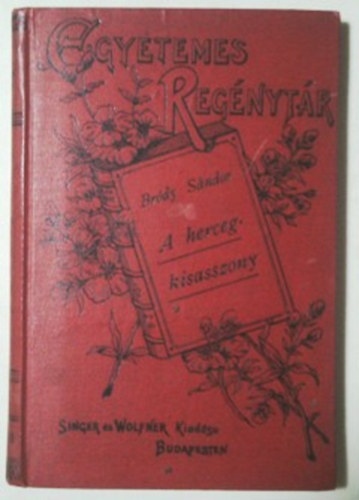 EGYETEMES
REGÉNYTÁR
Bródy Sándor
A herceg-
kisasszony
SINGER és WOLFNER Kiadása
BUDAPESTEN